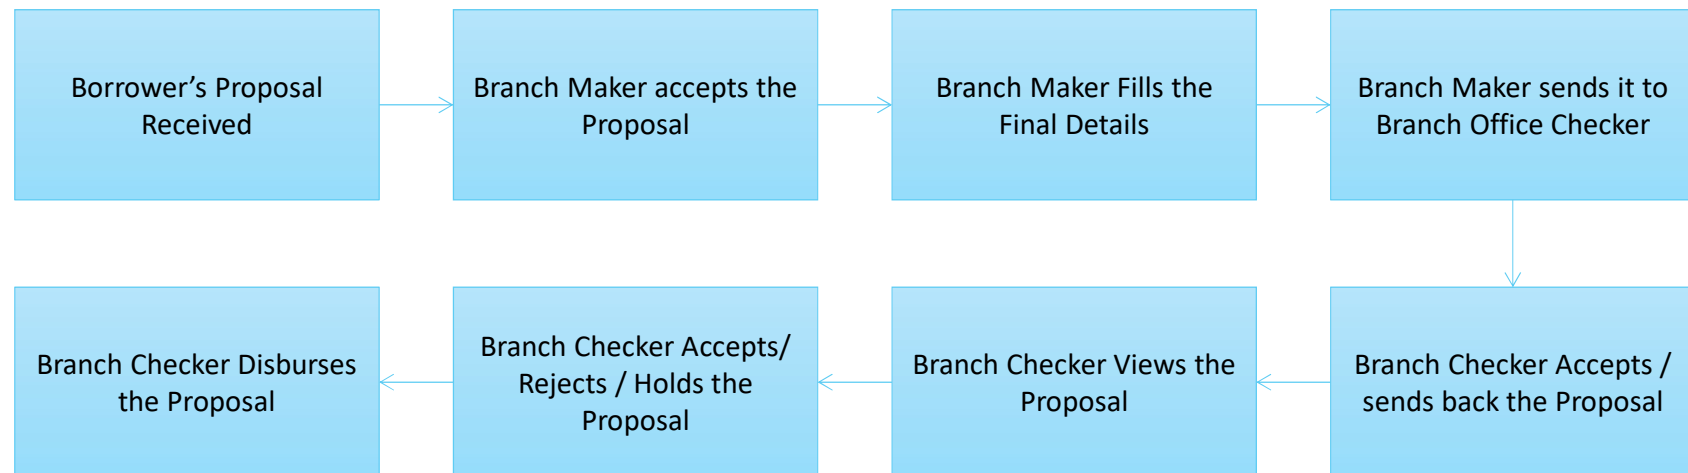 Borrower’s Proposal
Received
Branch Maker accepts the
Proposal
Branch Maker Fills the
Final Details
Branch Maker sends it to
Branch Office Checker
Branch Checker Accepts /
sends back the Proposal
Branch Checker Views the
Proposal
Branch Checker Accepts/
Rejects / Holds the
Proposal
Branch Checker Disburses
the Proposal